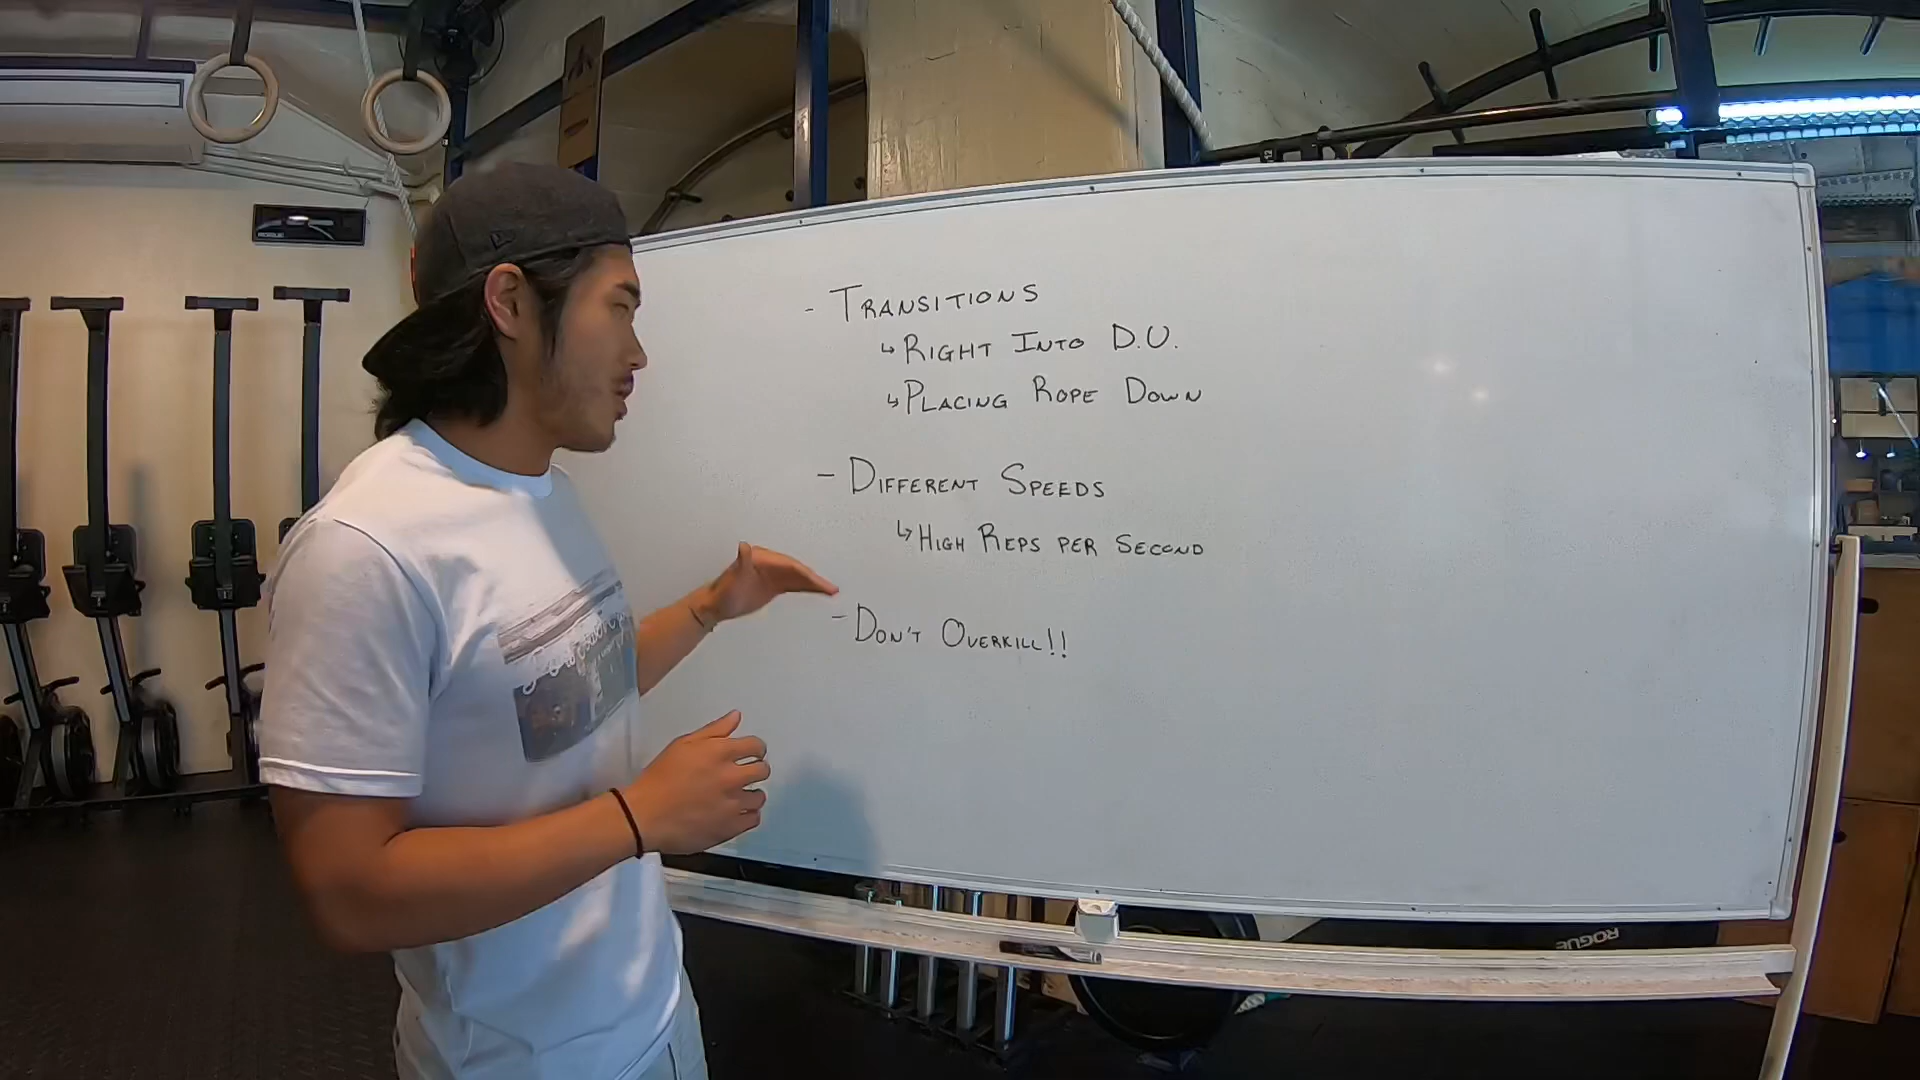 - TRANSITIONS
↳ RIGHT INTO D.U.
↳ PLACING ROPE DOWN
- DIFFERENT SPEEDS
↳ HIGH REPS PER SECOND
- DON'T OVERKILL!!
ROGUE